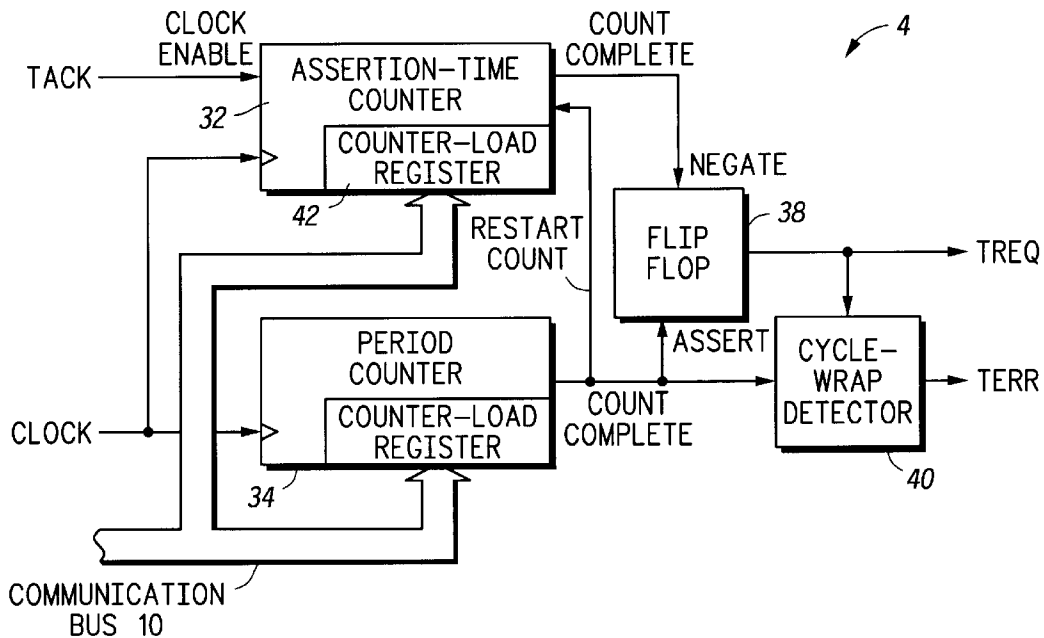 CLOCK
ENABLE
COUNT
COMPLETE
4
TACK
ASSERTION-TIME
COUNTER
32
COUNTER-LOAD
REGISTER
42
NEGATE
38
RESTART
COUNT
FLIP
FLOP
TREQ
PERIOD
COUNTER
ASSERT
CYCLE-
WRAP
DETECTOR
TERR
CLOCK
COUNTER-LOAD
REGISTER
COUNT
COMPLETE
34
40
COMMUNICATION
BUS 10